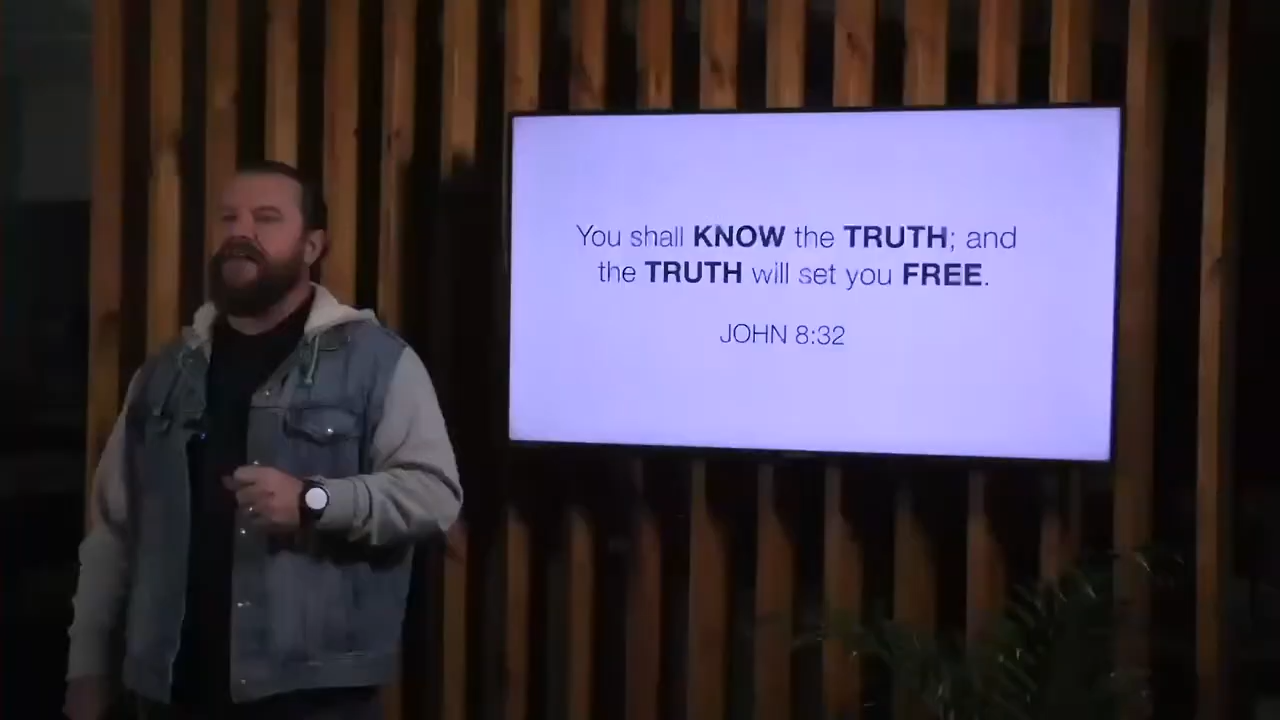 You shall KNOW the TRUTH; and
the TRUTH will set you FREE.
JOHN 8:32